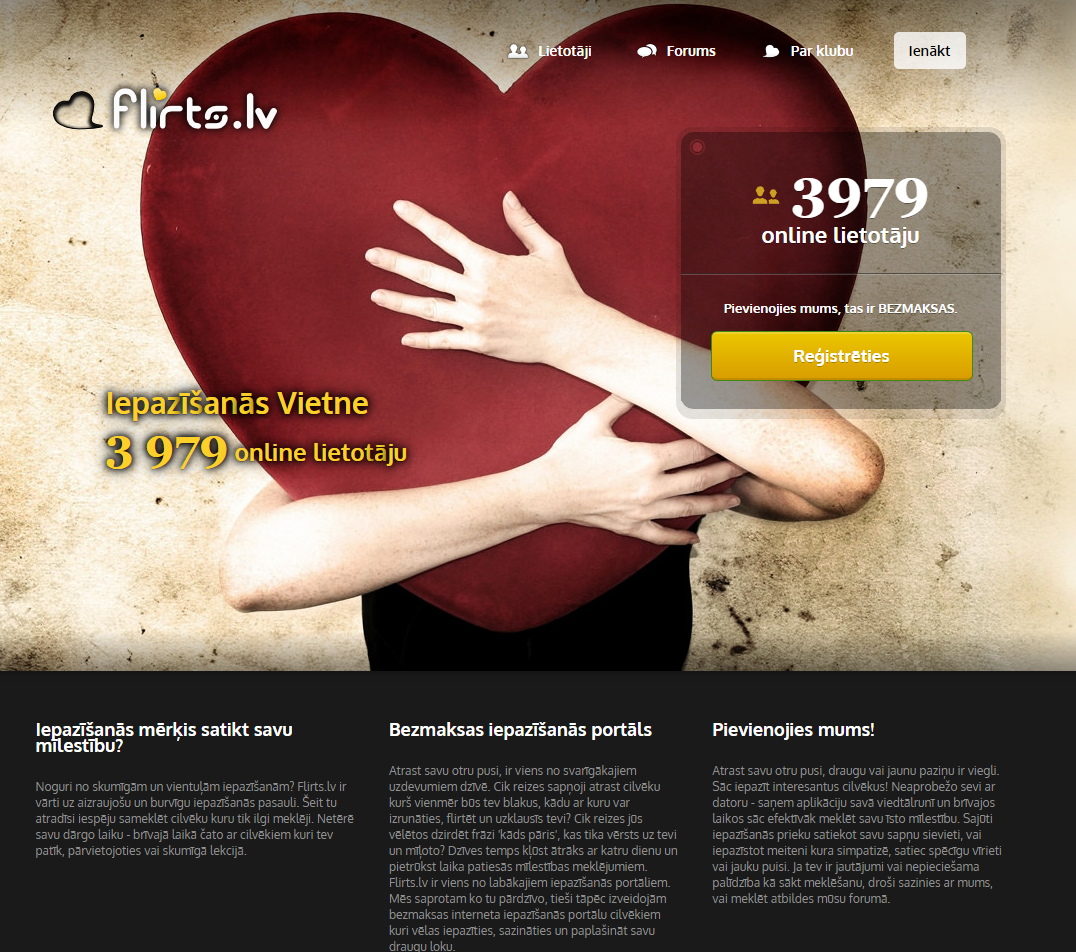 Lietotāji
Forums
Par klubu
Ienākt
flirts.lv
3979
online lietotāju
Pievienojies mums, tas ir BEZMAKSAS.
Reģistrēties
Iepazīšanās Vietne
3 979 online lietotāju
Iepazīšanās mērķis satikt savu
mīlestību?
Noguri no skumīgām un vientuļām iepazīšanām? Flirts.lv ir
vārti uz aizraujošu un burvīgu iepazīšanās pasauli. Šeit tu
atradīsi iespēju sameklēt cilvēku kuru tik ilgi meklēji. Netērē
savu dārgo laiku - brīvajā laikā čato ar cilvēkiem kuri tev
patīk, pārvietojoties vai skumīgā lekcijā.
Bezmaksas iepazīšanās portāls
Atrast savu otru pusi, ir viens no svarīgākajiem
uzdevumiem dzīvē. Cik reizes sapņoji atrast cilvēku
kurš vienmēr būs tev blakus, kādu ar kuru var
izrunāties, flirtēt un uzklausīs tevi? Cik reizes jūs
vēlētos dzirdēt frāzi 'kāds pāris', kas tika vērsts uz tevi
un mīļoto? Dzīves temps kļūst ātrāks ar katru dienu un
pietrūkst laika patiesās mīlestības meklējumiem.
Flirts.lv ir viens no labākajiem iepazīšanās portāliem.
Mēs saprotam ko tu pārdzīvo, tieši tāpēc izveidojām
bezmaksas interneta iepazīšanās portālu cilvēkiem
kuri vēlas iepazīties, sazināties un paplašināt savu
draugu loku.
Pievienojies mums!
Atrast savu otru pusi, draugu vai jaunu paziņu ir viegli.
Sāc iepazīt interesantus cilvēkus! Neaprobežo sevi ar
datoru - saņem aplikāciju savā viedtālrunī un brīvajos
laikos sāc efektīvāk meklēt savu īsto mīlestību. Sajūti
iepazīšanās prieku satiekot savu sapņu sievieti, vai
iepazīstot meiteni kura simpatizē, satiec spēcīgu vīrieti
vai jauku puisi. Ja tev ir jautājumi vai nepieciešama
palīdzība kā sākt meklēšanu, droši sazinies ar mums,
vai meklēt atbildes mūsu forumā.